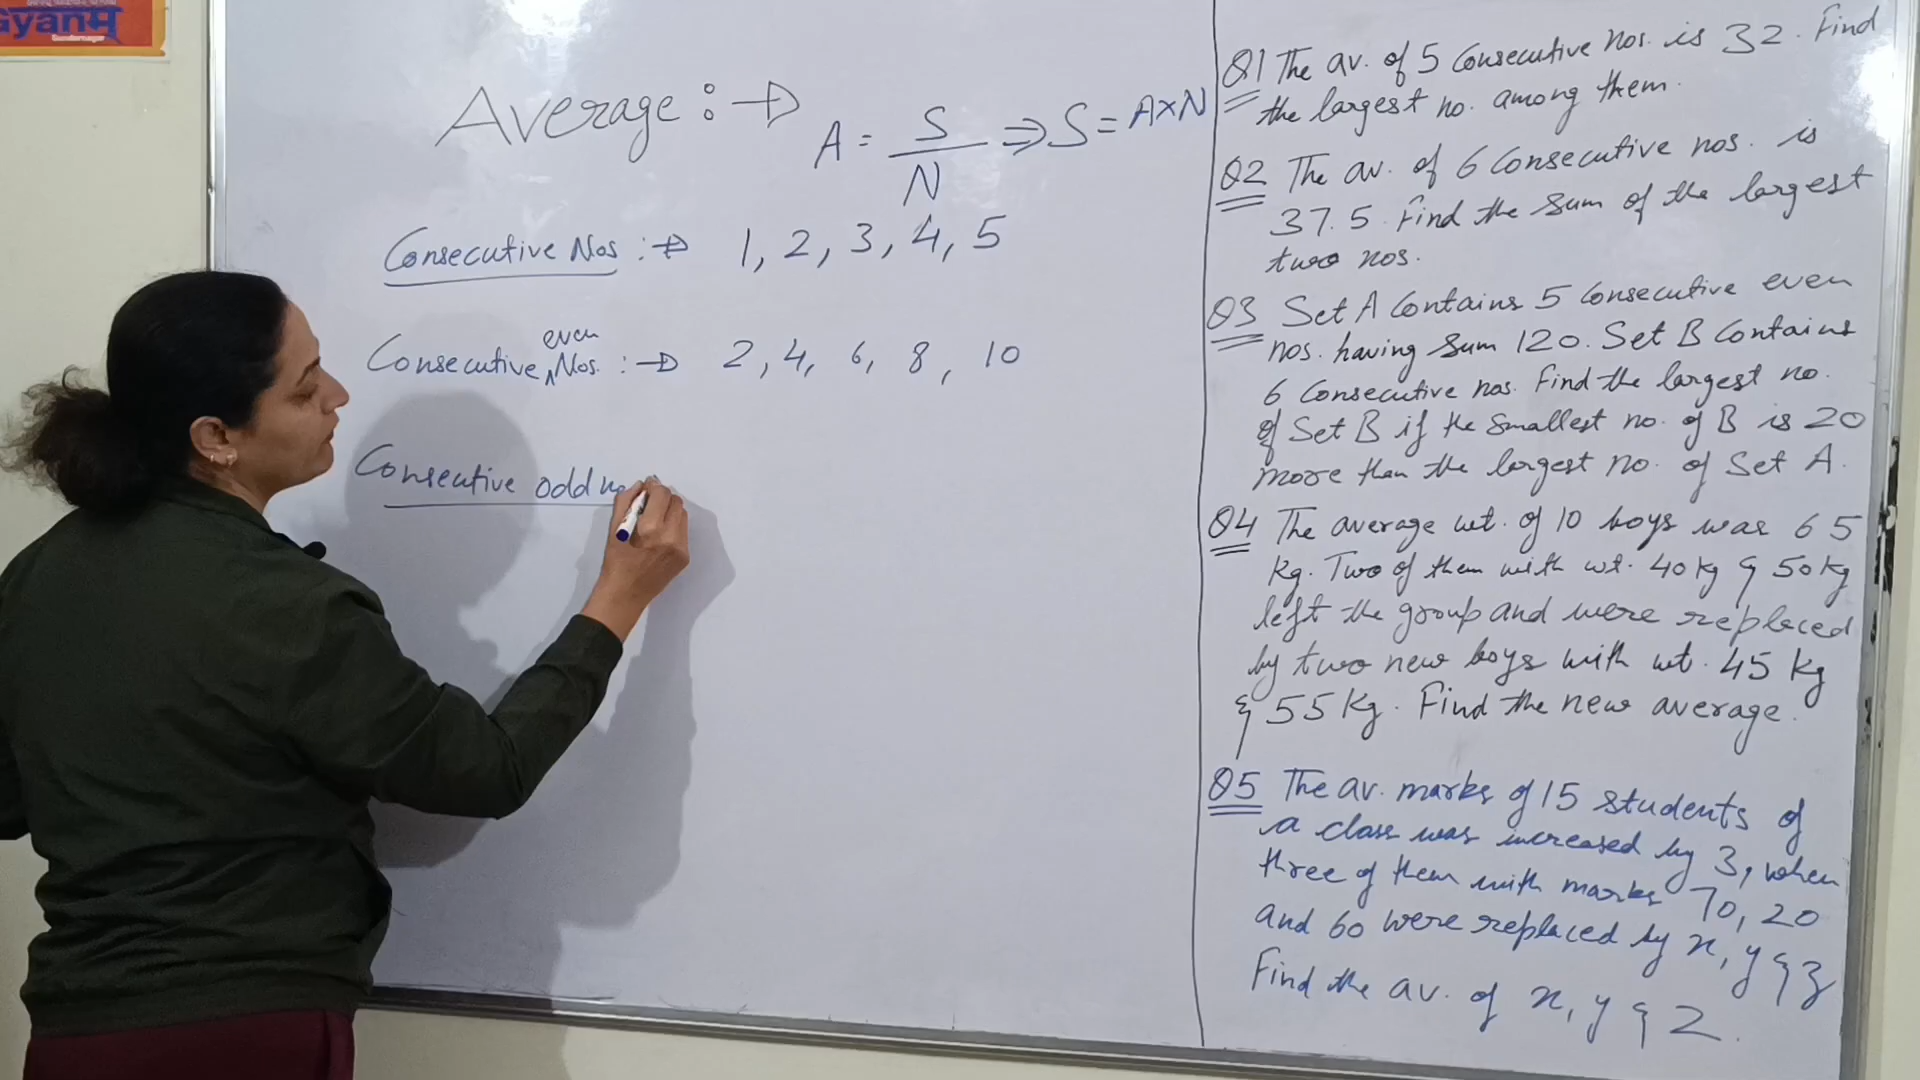 Gyanम
Sundernagar
Average :→
A = S/N ⇒ S = A×N
Consecutive Nos :→ 1, 2, 3, 4, 5
Consecutive even Nos. :→ 2, 4, 6, 8, 10
Conseutive odd
Q1 The av. of 5 Consecutive nos. is 32. Find
the largest no. among them.
Q2 The av. of 6 Consecutive nos. is
37.5. Find the sum of the largest
two nos.
Q3 Set A Contains 5 Consecutive even
nos. having sum 120. Set B Contains
6 Consecutive nos. Find the largest no.
of Set B if the smallest no. of B is 20
more than the largest no. of Set A.
Q4 The average wt. of 10 boys was 65
kg. Two of them with wt. 40kg & 50kg
left the group and were replaced
by two new boys with wt. 45 kg
& 55 Kg. Find the new average.
Q5 The av. marks of 15 students of
a class was increased by 3, when
three of them with marks 70, 20
and 60 were replaced by x, y & z
Find the av. of x, y & z.